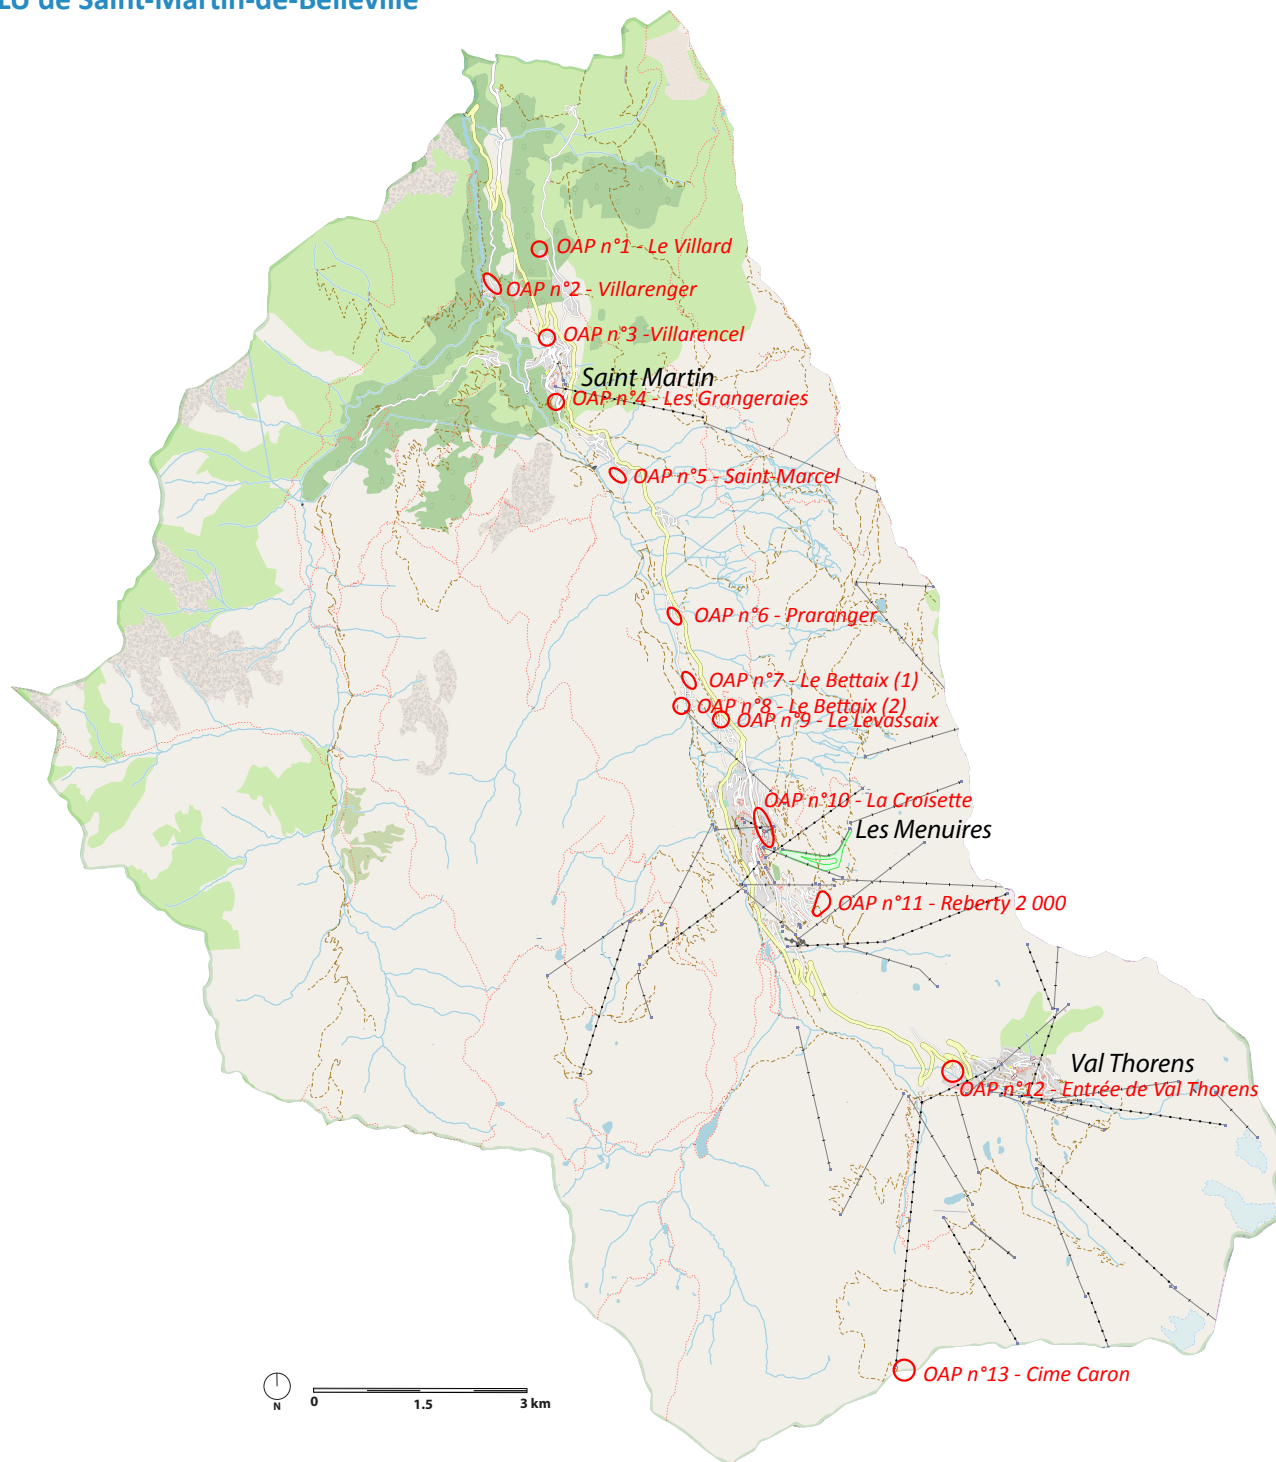 LU de Saint-Martin-de-Belleville
OAP n°1 - Le Villard
OAP n°2 - Villarenger
OAP n°3 -Villarencel
Saint Martin
OAP n°4 - Les Grangeraies
OAP n°5 - Saint-Marcel
OAP n°6 - Praranger
OAP n°7 - Le Bettaix (1)
OAP n°8 - Le Bettaix (2)
OAP n°9 - Le Levassaix
OAP n°10 - La Croisette
Les Menuires
OAP n°11 - Reberty 2 000
Val Thorens
OAP n°12 - Entrée de Val Thorens
OAP n°13 - Cime Caron
N
0 1.5 3 km